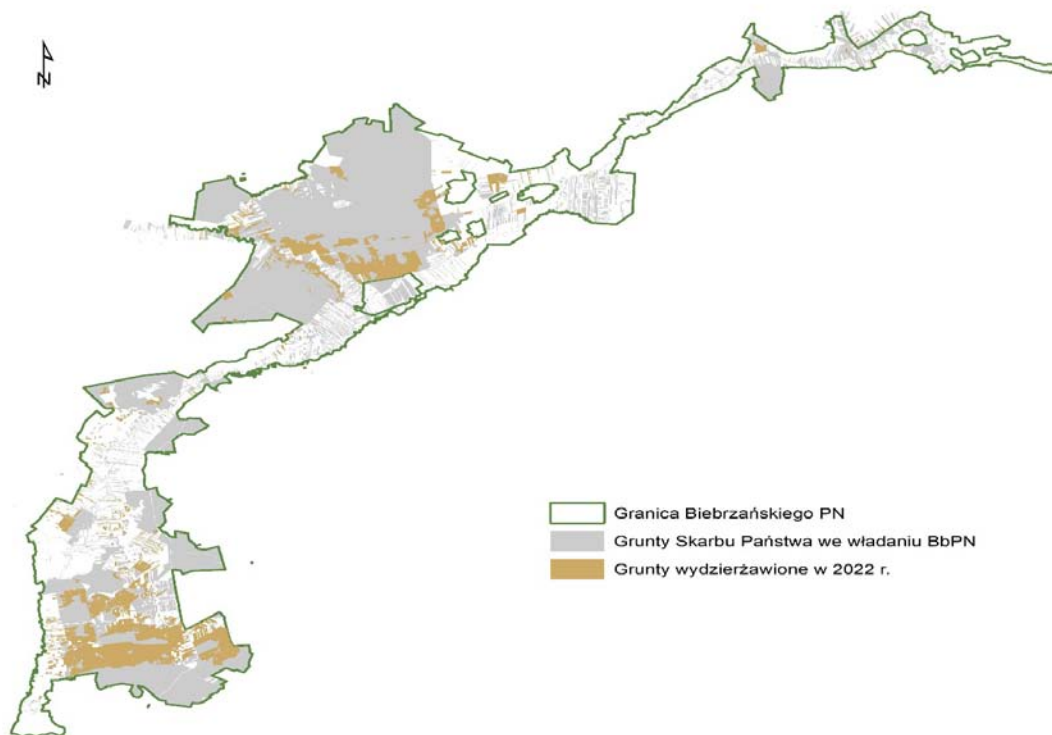 N
Granica Biebrzańskiego PN
Grunty Skarbu Państwa we władaniu BbPN
Grunty wydzierżawione w 2022 r.